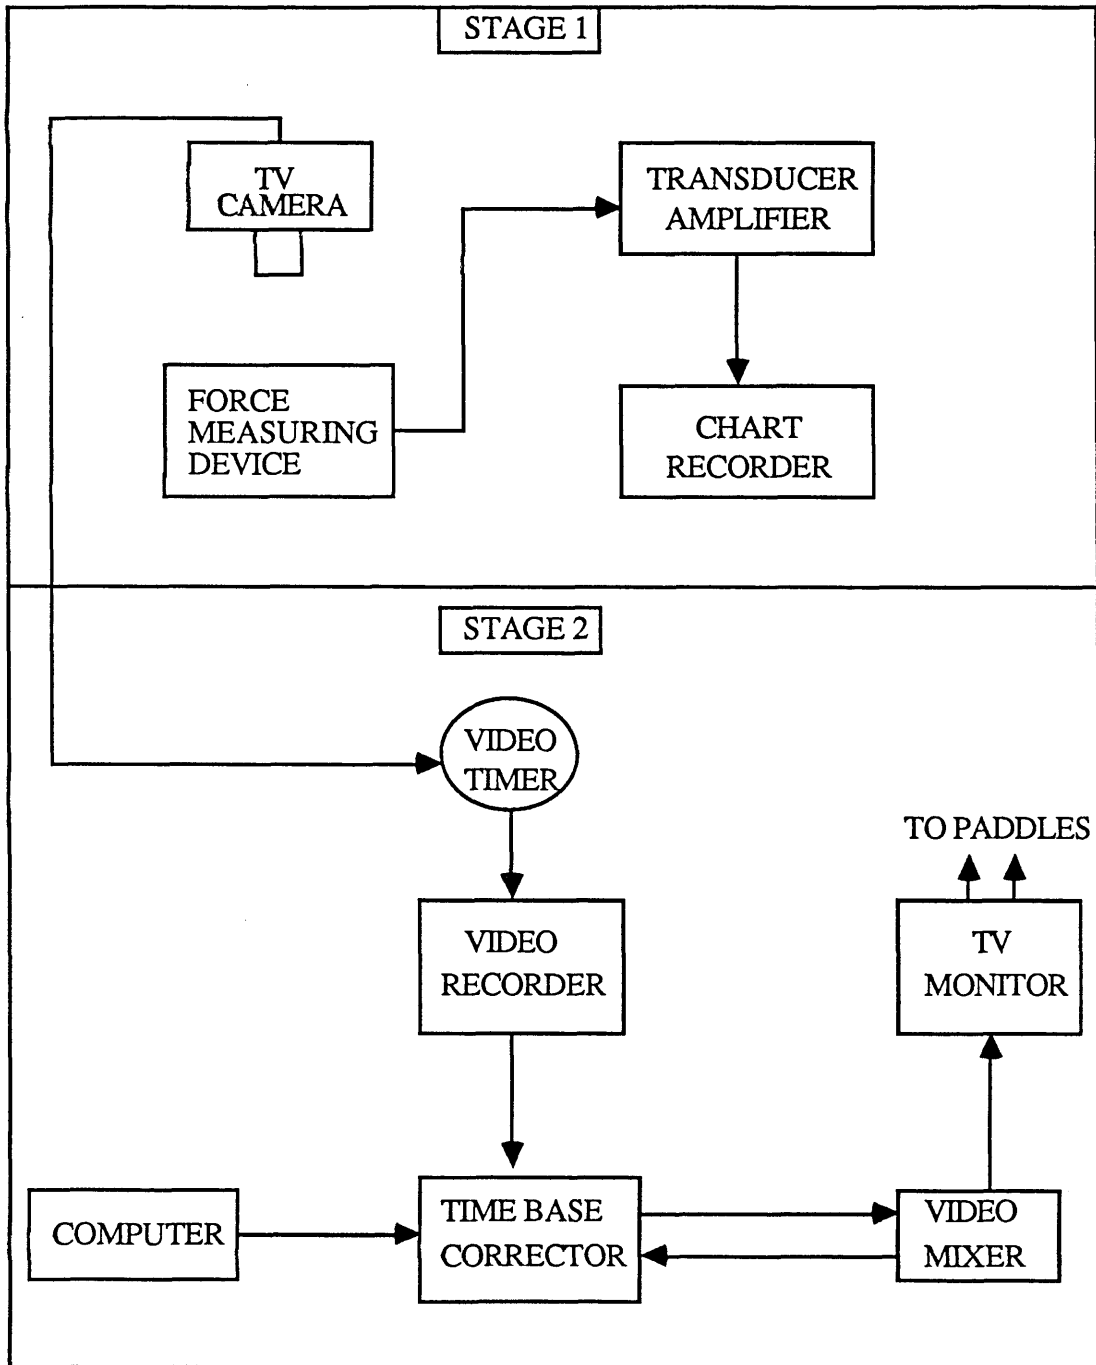 STAGE 1
TV
CAMERA
TRANSDUCER
AMPLIFIER
FORCE
MEASURING
DEVICE
CHART
RECORDER
STAGE 2
VIDEO
TIMER
TO PADDLES
VIDEO
RECORDER
TV
MONITOR
COMPUTER
TIME BASE
CORRECTOR
VIDEO
MIXER